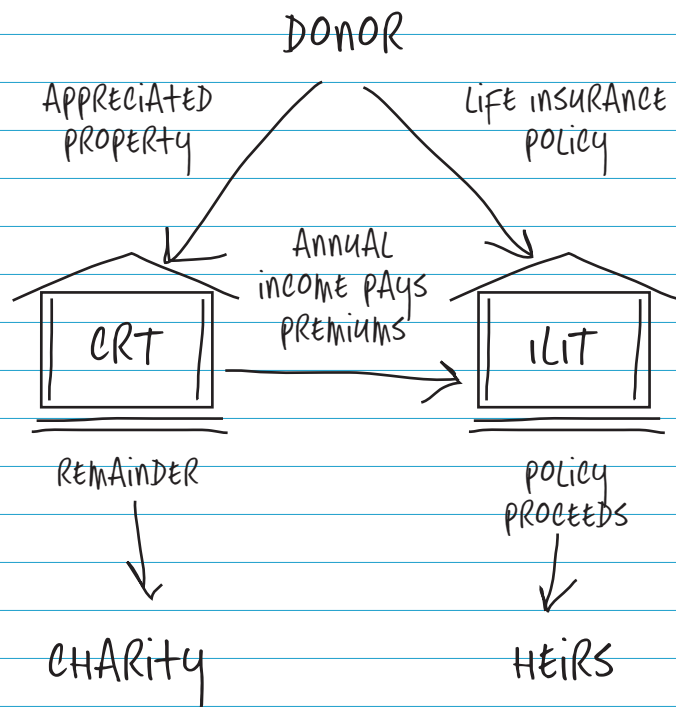 DONOR
APPRECIATED
PROPERTY
LIFE INSURANCE
POLICY
ANNUAL
INCOME PAYS
PREMIUMS
CRT
ILIT
REMAINDER
POLICY
PROCEEDS
CHARITY
HEIRS